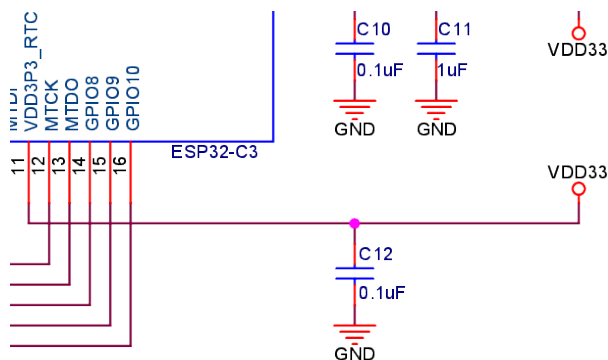 C10
0.1uF
GND
C11
1uF
GND
VDD33
VDD3P3_RTC
MTCK
MTDO
GPIO8
GPIO9
GPIO10
ESP32-C3
11
12
13
14
15
16
VDD33
C12
0.1uF
GND